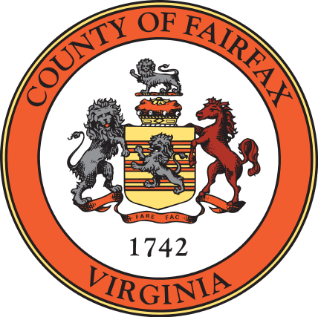 COUNTY OF FAIRFAX
FARE FAC
1742
VIRGINIA